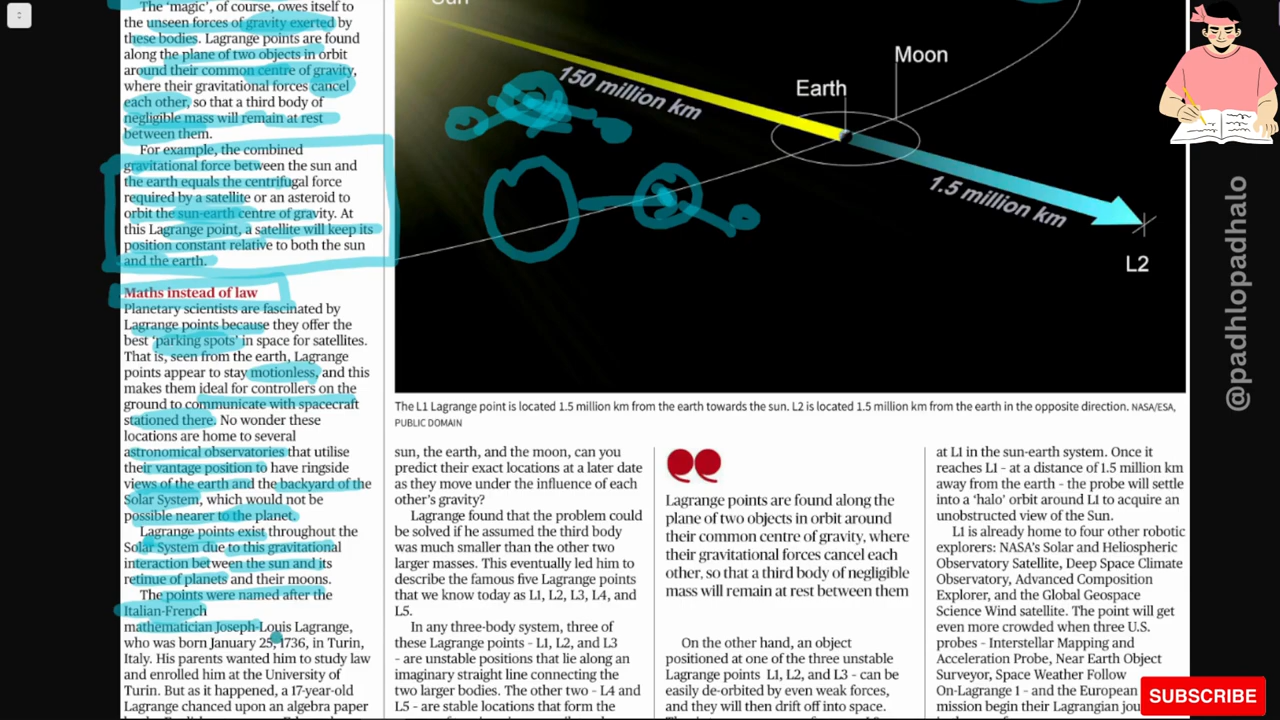 The 'magic', of course, owes itself to
the unseen forces of gravity exerted by
these bodies. Lagrange points are found
along the plane of two objects in orbit
around their common centre of gravity,
where their gravitational forces cancel
each other, so that a third body of
negligible mass will remain at rest
between them.
For example, the combined
gravitational force between the sun and
the earth equals the centrifugal force
required by a satellite or an asteroid to
orbit the sun-earth centre of gravity. At
this Lagrange point, a satellite will keep its
position constant relative to both the sun
and the earth.
Maths instead of law
Planetary scientists are fascinated by
Lagrange points because they offer the
best 'parking spots' in space for satellites.
That is, seen from the earth, Lagrange
points appear to stay motionless, and this
makes them ideal for controllers on the
ground to communicate with spacecraft
stationed there. No wonder these
locations are home to several
astronomical observatories that utilise
their vantage position to have ringside
views of the earth and the backyard of the
Solar System, which would not be
possible nearer to the planet.
Lagrange points exist throughout the
Solar System due to this gravitational
interaction between the sun and its
retinue of planets and their moons.
The points were named after the
Italian-French
mathematician Joseph-Louis Lagrange,
who was born January 25, 1736, in Turin,
Italy. His parents wanted him to study law
and enrolled him at the University of
Turin. But as it happened, a 17-year-old
Lagrange chanced upon an algebra paper
Sun
150 million km
Earth
Moon
1.5 million km
L2
The L1 Lagrange point is located 1.5 million km from the earth towards the sun. L2 is located 1.5 million km from the earth in the opposite direction. NASA/ESA,
PUBLIC DOMAIN
sun, the earth, and the moon, can you
predict their exact locations at a later date
as they move under the influence of each
other's gravity?
Lagrange found that the problem could
be solved if he assumed the third body
was much smaller than the other two
larger masses. This eventually led him to
describe the famous five Lagrange points
that we know today as L1, L2, L3, L4, and
L5.
In any three-body system, three of
these Lagrange points - L1, L2, and L3
- are unstable positions that lie along an
imaginary straight line connecting the
two larger bodies. The other two - L4 and
L5 - are stable locations that form the
Lagrange points are found along the
plane of two objects in orbit around
their common centre of gravity, where
their gravitational forces cancel each
other, so that a third body of negligible
mass will remain at rest between them
On the other hand, an object
positioned at one of the three unstable
Lagrange points L1, L2, and L3 - can be
easily de-orbited by even weak forces,
and they will then drift off into space.
at L1 in the sun-earth system. Once it
reaches L1 - at a distance of 1.5 million km
away from the earth - the probe will settle
into a 'halo' orbit around L1 to acquire an
unobstructed view of the Sun.
L1 is already home to four other robotic
explorers: NASA's Solar and Heliospheric
Observatory Satellite, Deep Space Climate
Observatory, Advanced Composition
Explorer, and the Global Geospace
Science Wind satellite. The point will get
even more crowded when three U.S.
probes - Interstellar Mapping and
Acceleration Probe, Near Earth Object
Surveyor, Space Weather Follow
On-Lagrange 1 - and the European
mission begin their Lagrangian
@padhlopadhalo
SUBSCRIBE